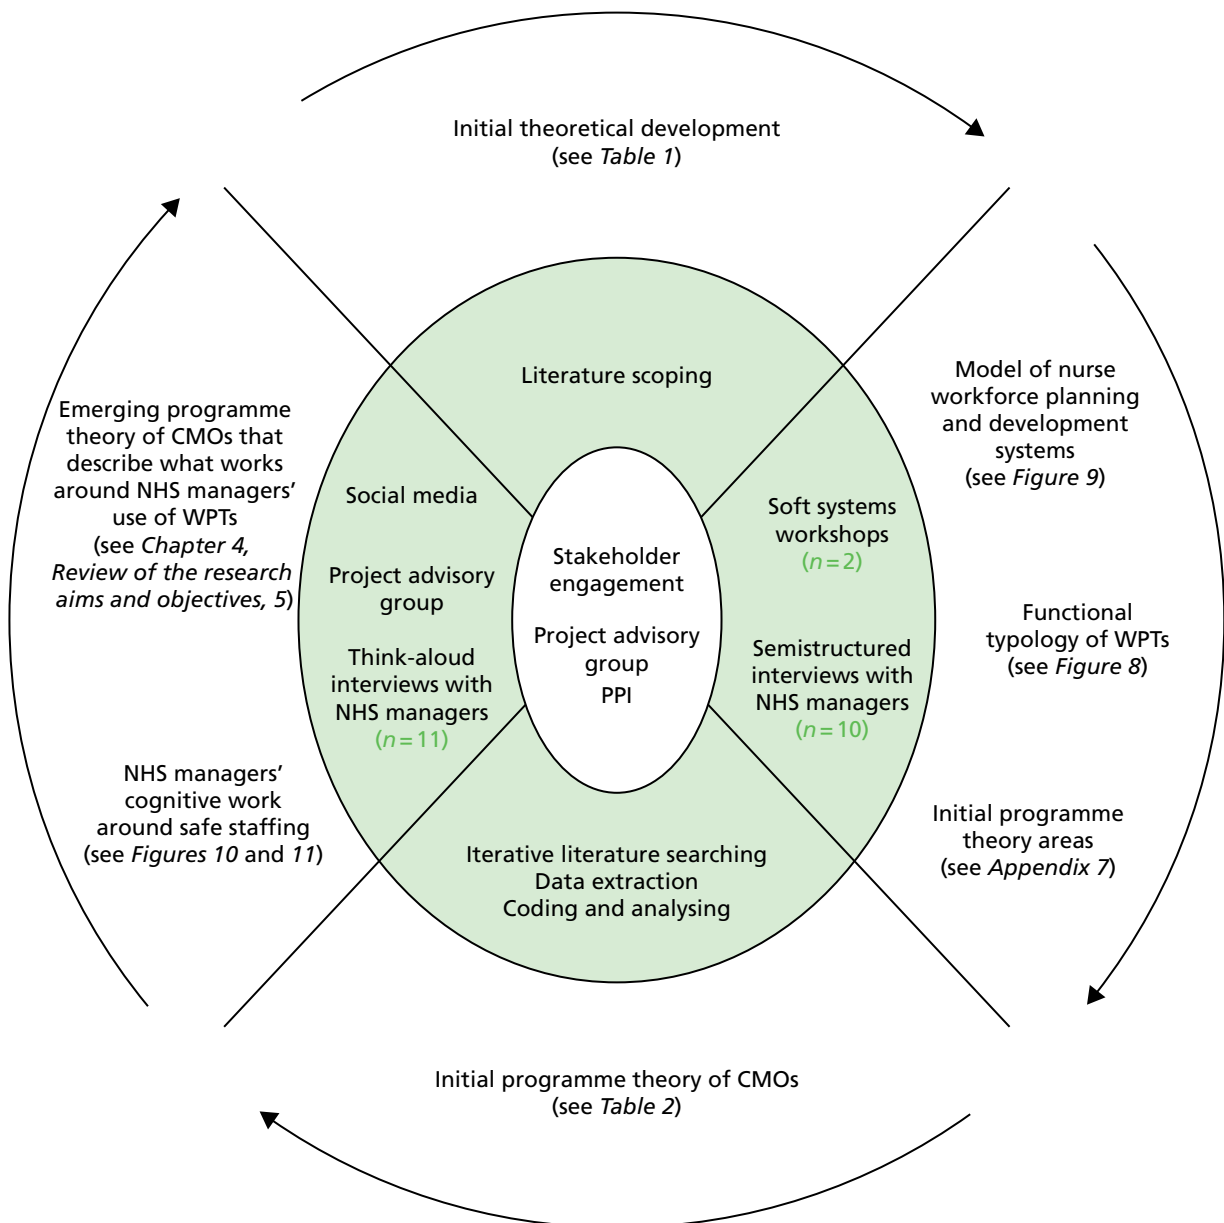 Initial theoretical development
(see Table 1)
Literature scoping
Model of nurse
workforce planning
and development
systems
(see Figure 9)
Functional
typology of WPTs
(see Figure 8)
Initial programme
theory areas
(see Appendix 7)
Soft systems
workshops
(n=2)
Semistructured
interviews with
NHS managers
(n=10)
Stakeholder
engagement
Project advisory
group
PPI
Iterative literature searching
Data extraction
Coding and analysing
Initial programme theory of CMOs
(see Table 2)
Social media
Project advisory
group
Think-aloud
interviews with
NHS managers
(n=11)
Emerging programme
theory of CMOs that
describe what works
around NHS managers’
use of WPTs
(see Chapter 4,
Review of the research
aims and objectives, 5)
NHS managers’
cognitive work
around safe staffing
(see Figures 10 and 11)